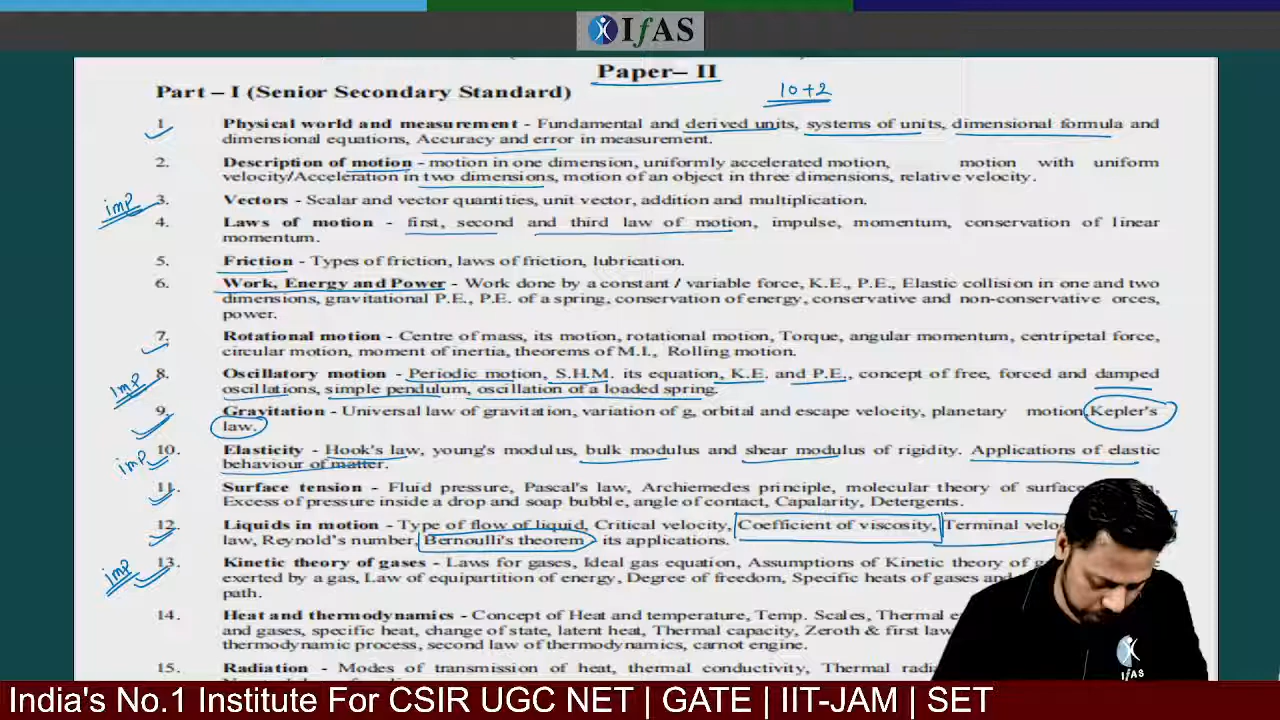 IfAS
Paper– II
Part – I (Senior Secondary Standard)
10+2
1. Physical world and measurement - Fundamental and derived units, systems of units, dimensional formula and
dimensional equations, Accuracy and error in measurement.
2. Description of motion - motion in one dimension, uniformly accelerated motion, motion with uniform
velocity/Acceleration in two dimensions, motion of an object in three dimensions, relative velocity.
imp 3. Vectors - Scalar and vector quantities, unit vector, addition and multiplication.
4. Laws of motion - first, second and third law of motion, impulse, momentum, conservation of linear
momentum.
5. Friction - Types of friction, laws of friction, lubrication.
6. Work, Energy and Power - Work done by a constant / variable force, K.E., P.E., Elastic collision in one and two
dimensions, gravitational P.E., P.E. of a spring, conservation of energy, conservative and non-conservative orces,
power.
7. Rotational motion - Centre of mass, its motion, rotational motion, Torque, angular momentum, centripetal force,
circular motion, moment of inertia, theorems of M.I., Rolling motion.
imp 8. Oscillatory motion - Periodic motion, S.H.M. its equation, K.E. and P.E., concept of free, forced and damped
oscillations, simple pendulum, oscillation of a loaded spring.
9. Gravitation - Universal law of gravitation, variation of g, orbital and escape velocity, planetary motion, Kepler's
law.
imp 10. Elasticity - Hook's law, young's modulus, bulk modulus and shear modulus of rigidity. Applications of elastic
behaviour of matter.
11. Surface tension - Fluid pressure, Pascal's law, Archiemedes principle, molecular theory of
Excess of pressure inside a drop and soap bubble, angle of contact, Capalarity, Detergents.
12. Liquids in motion - Type of flow of liquid, Critical velocity, Coefficient of viscosity, Terminal
law, Reynold's number, Bernoulli's theorem its applications.
imp 13. Kinetic theory of gases - Laws for gases, Ideal gas equation, Assumptions of Kinetic theory of
exerted by a gas, Law of equipartition of energy, Degree of freedom, Specific heats of gases and
path.
14. Heat and thermodynamics - Concept of Heat and temperature, Temp. Scales, Thermal
and gases, specific heat, change of state, latent heat, Thermal capacity, Zeroth & first law
thermodynamic process, second law of thermodynamics, carnot engine.
15. Radiation - Modes of transmission of heat, thermal conductivity, Thermal
IFAS
India's No.1 Institute For CSIR UGC NET | GATE | IIT-JAM | SET